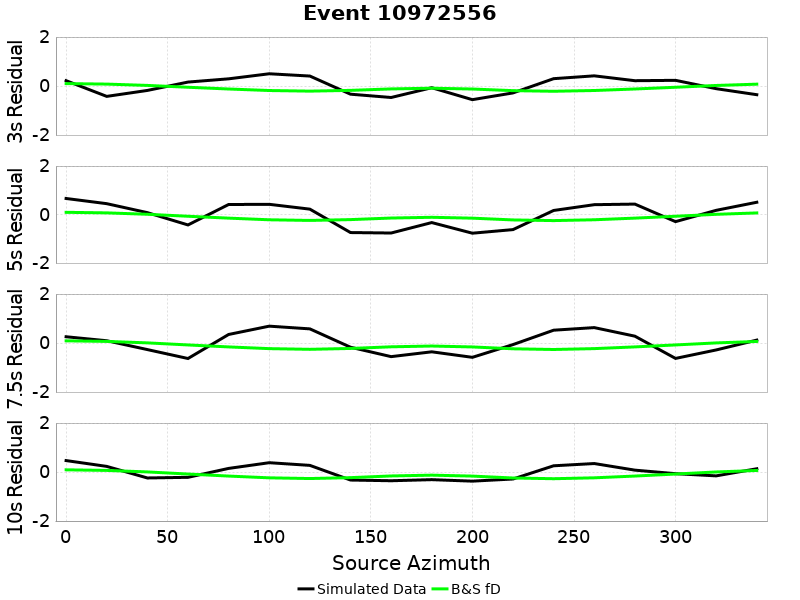 Event 10972556
3s Residual
2
0
-2
5s Residual
2
0
-2
7.5s Residual
2
0
-2
10s Residual
2
0
-2
0 50 100 150 200 250 300
Source Azimuth
Simulated Data B&S fD